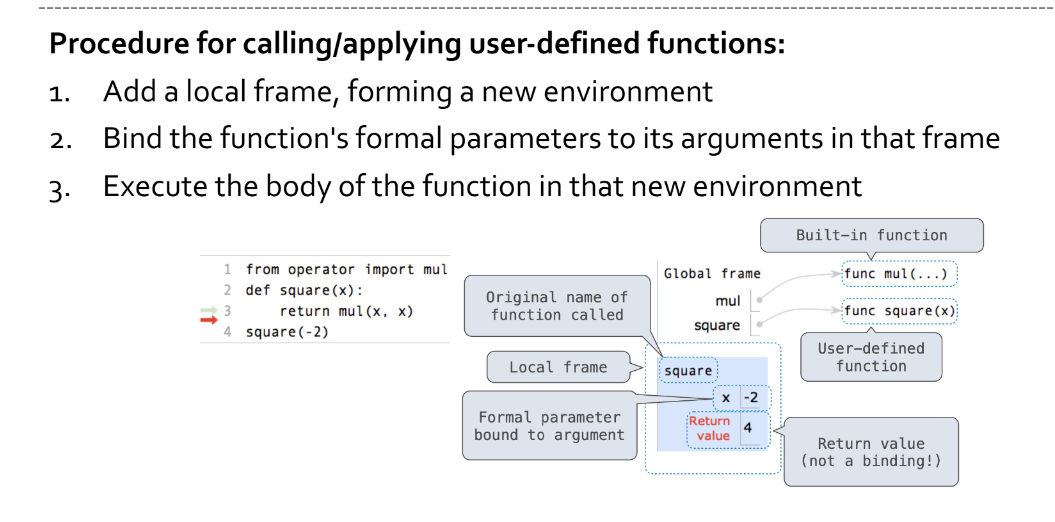 Procedure for calling/applying user-defined functions:
1. Add a local frame, forming a new environment
2. Bind the function's formal parameters to its arguments in that frame
3. Execute the body of the function in that new environment
1 from operator import mul
2 def square(x):
3     return mul(x, x)
4 square(-2)
Built-in function
Global frame
func mul(...)
mul
func square(x)
square
Original name of
function called
User-defined
function
Local frame
square
x -2
Formal parameter
bound to argument
Return
value
4
Return value
(not a binding!)